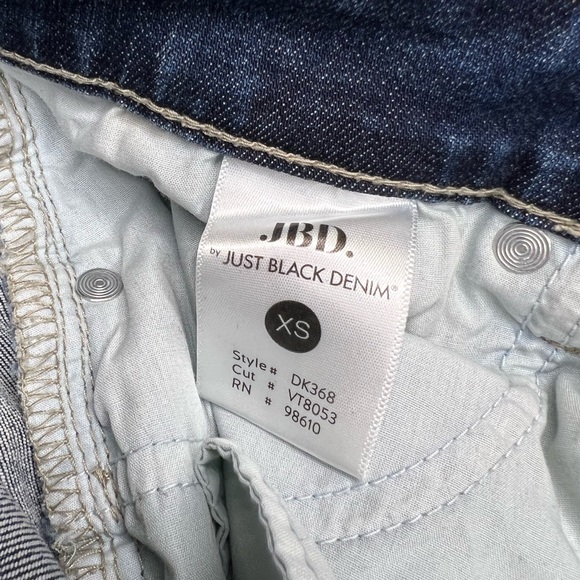 JBD.
by JUST BLACK DENIM®
XS
Style# DK368
Cut # VT8053
RN # 98610